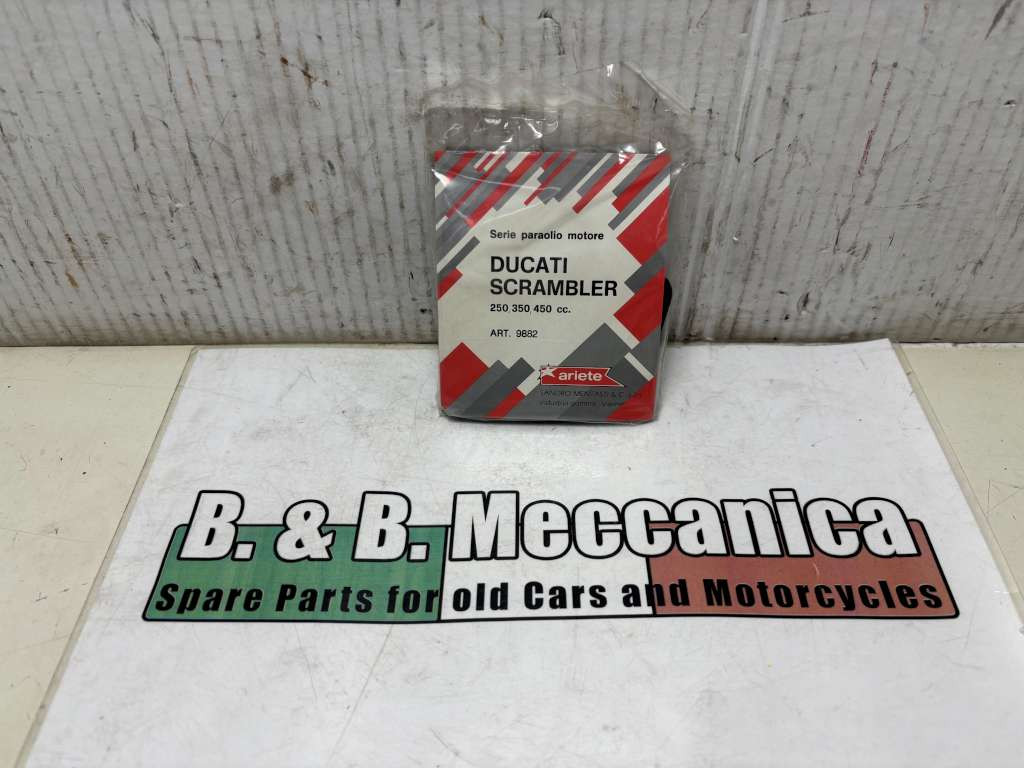 Serie paraolio motore
DUCATI
SCRAMBLER
250, 350, 450 cc.
ART. 9882
ariete
B. & B. Meccanica
Spare Parts for old Cars and Motorcycles